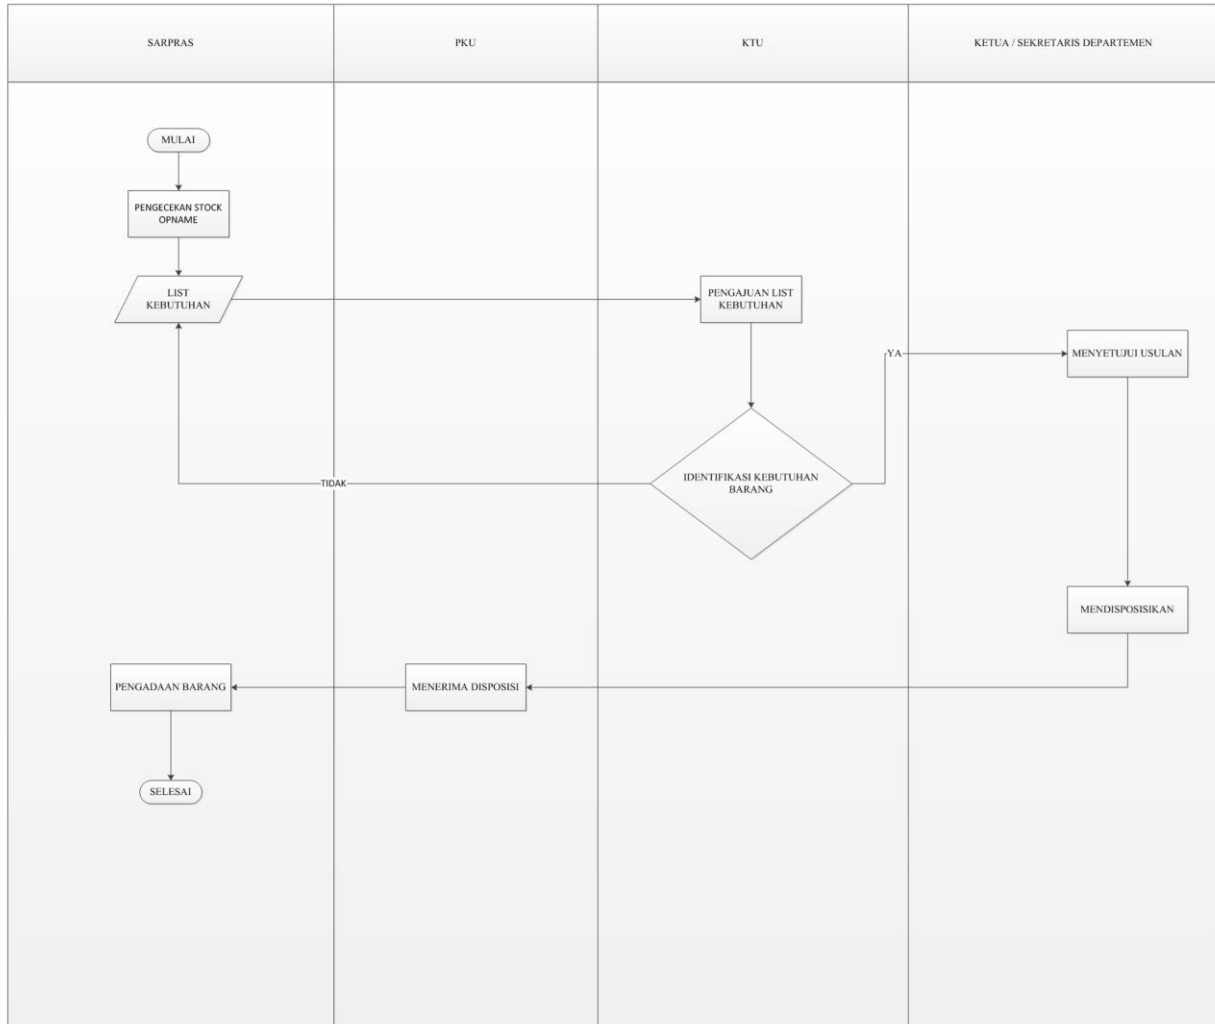 SARPRAS
PKU
KTU
KETUA / SEKRETARIS DEPARTEMEN
MULAI
PENGECEKAN STOCK
OPNAME
LIST
KEBUTUHAN
PENGAJUAN LIST
KEBUTUHAN
YA
MENYETUJUI USULAN
IDENTIFIKASI KEBUTUHAN
BARANG
TIDAK
MENDISPOSISIKAN
PENGADAAN BARANG
MENERIMA DISPOSISI
SELESAI